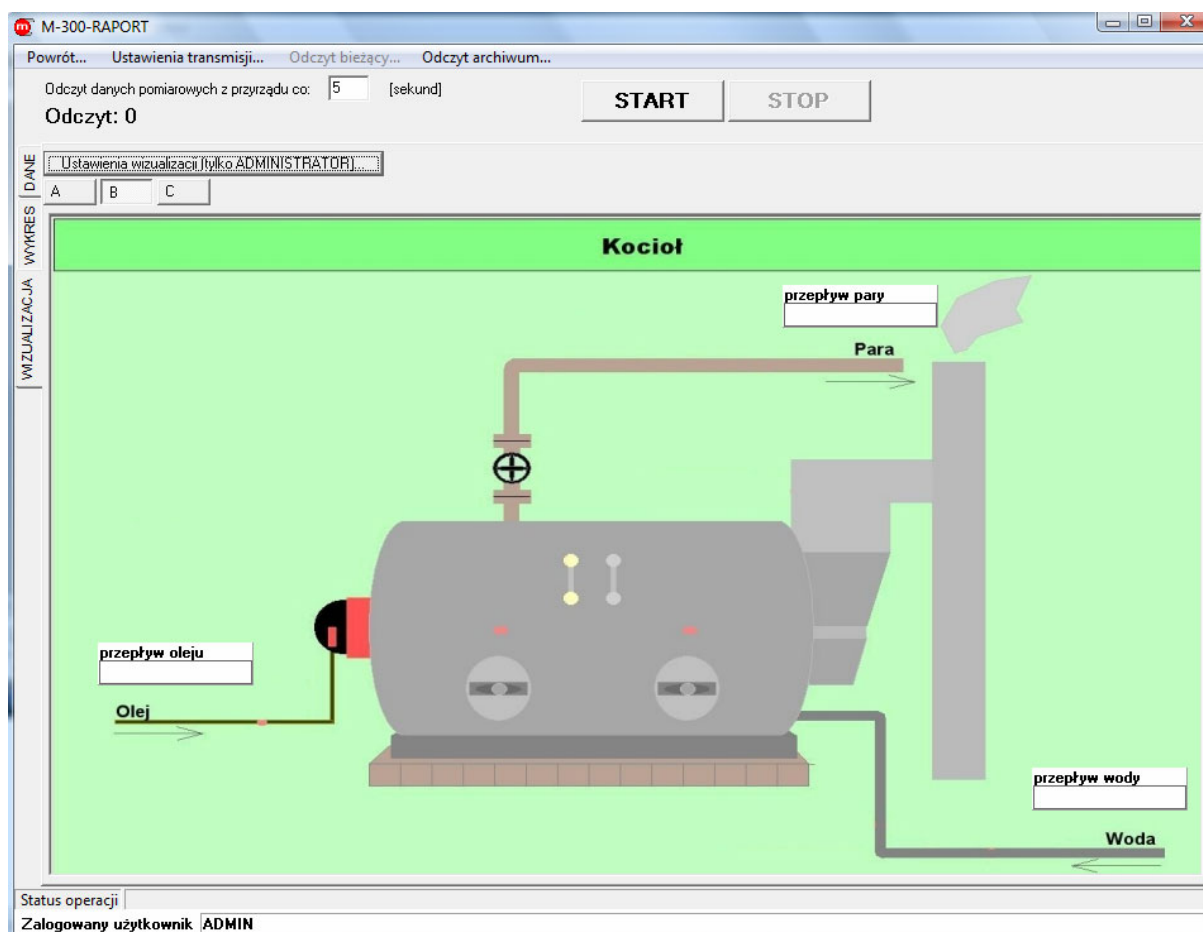 M-300-RAPORT
Powrót... Ustawienia transmisji... Odczyt bieżący... Odczyt archiwum...
Odczyt danych pomiarowych z przyrządu co: 5 [sekund]
START STOP
Odczyt: 0
DANE
WYKRES
WIZUALIZACJA
Ustawienia wizualizacji (tylko ADMINISTRATOR)...
A B C
Kocioł
przepływ pary
Para
przepływ oleju
Olej
przepływ wody
Woda
Status operacji
Zalogowany użytkownik ADMIN